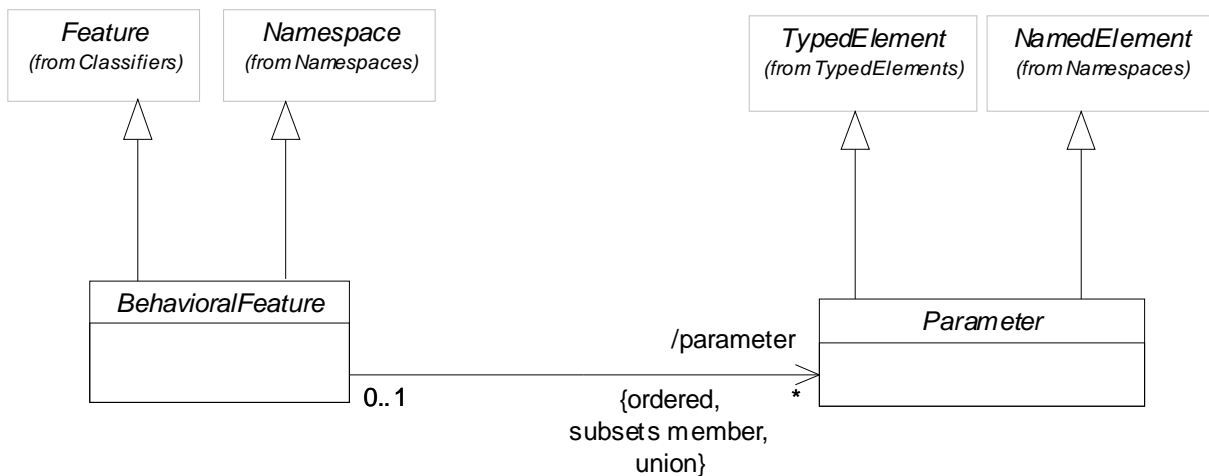 Feature
(from Classifiers)
Namespace
(from Namespaces)
TypedElement
(from TypedElements)
NamedElement
(from Namespaces)
BehavioralFeature
Parameter
/parameter
0..1
*
{ordered,
subsets member,
union}